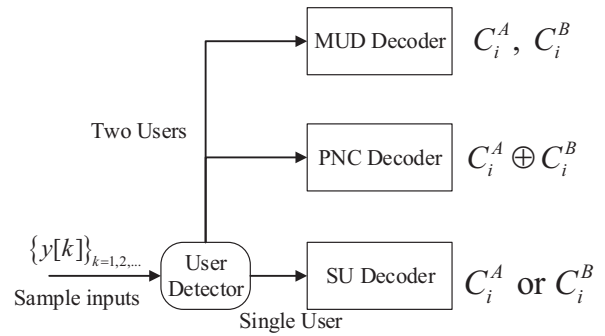 MUD Decoder
C_i^A, C_i^B
Two Users
PNC Decoder
C_i^A ⊕ C_i^B
{y[k]}_{k=1,2,...}
Sample inputs
User
Detector
SU Decoder
C_i^A or C_i^B
Single User